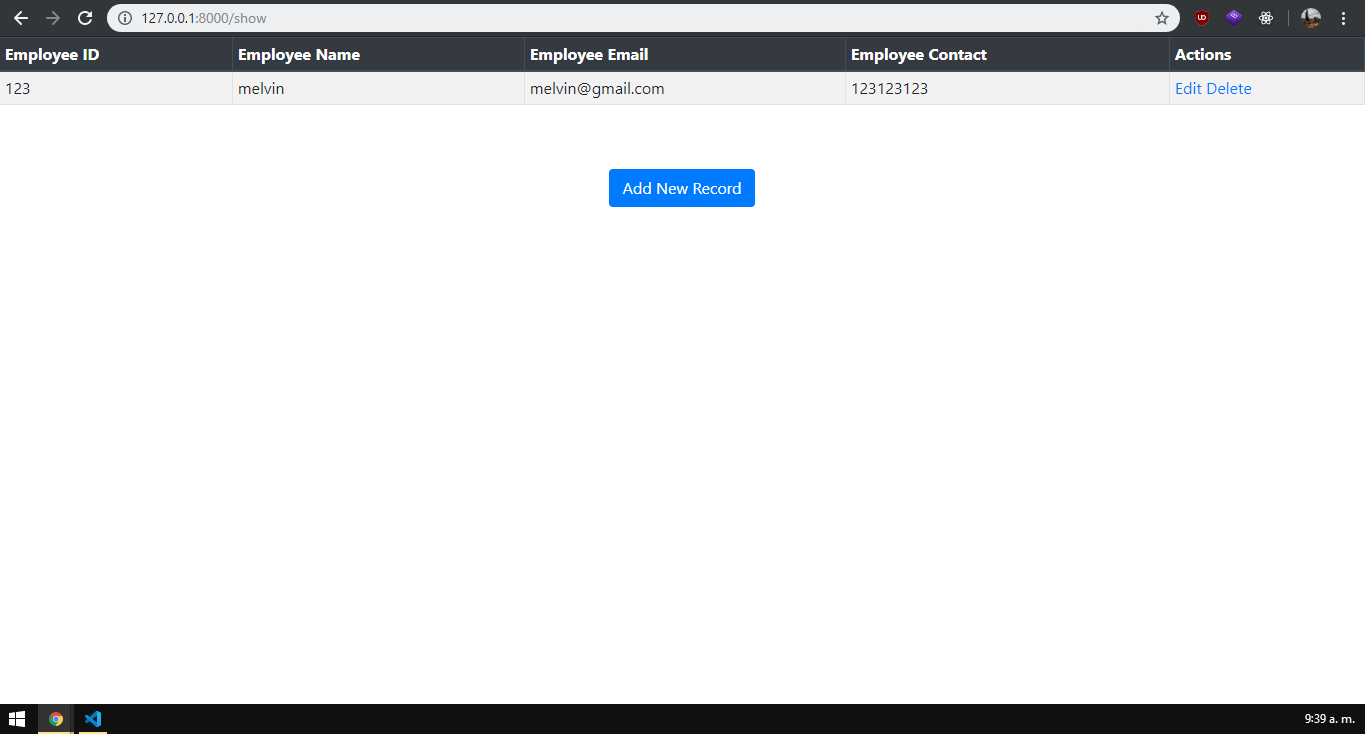 127.0.0.1:8000/show
Employee ID Employee Name Employee Email Employee Contact Actions
123 melvin melvin@gmail.com 123123123 Edit Delete
Add New Record
9:39 a. m.